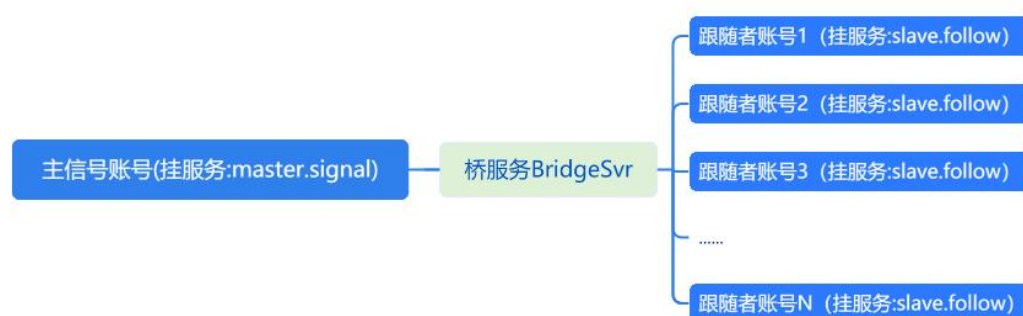 主信号账号(挂服务:master.signal)
桥服务BridgeSvr
跟随者账号1（挂服务:slave.follow）
跟随者账号2（挂服务:slave.follow）
跟随者账号3（挂服务:slave.follow）
......
跟随者账号N（挂服务:slave.follow）